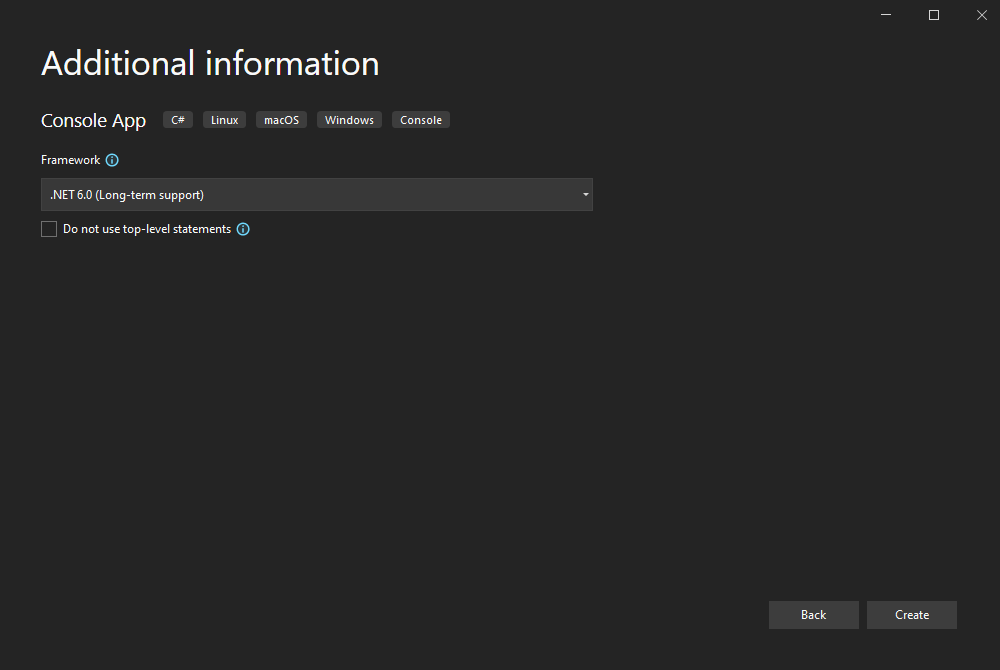 Additional information
Console App C# Linux macOS Windows Console
Framework
.NET 6.0 (Long-term support)
Do not use top-level statements
Back Create